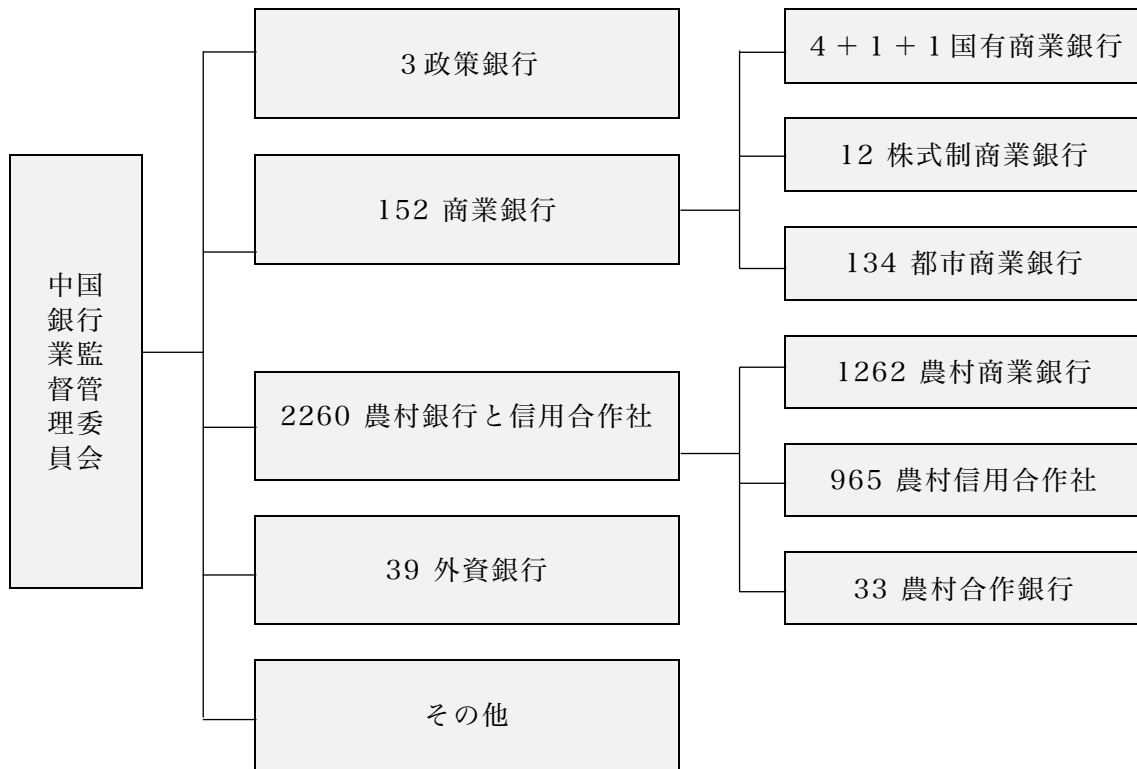 中国
銀行
業監
督管
理委
員会
3政策銀行
152 商業銀行
2260 農村銀行と信用合作社
39 外資銀行
その他
4＋1＋1国有商業銀行
12 株式制商業銀行
134 都市商業銀行
1262 農村商業銀行
965 農村信用合作社
33 農村合作銀行